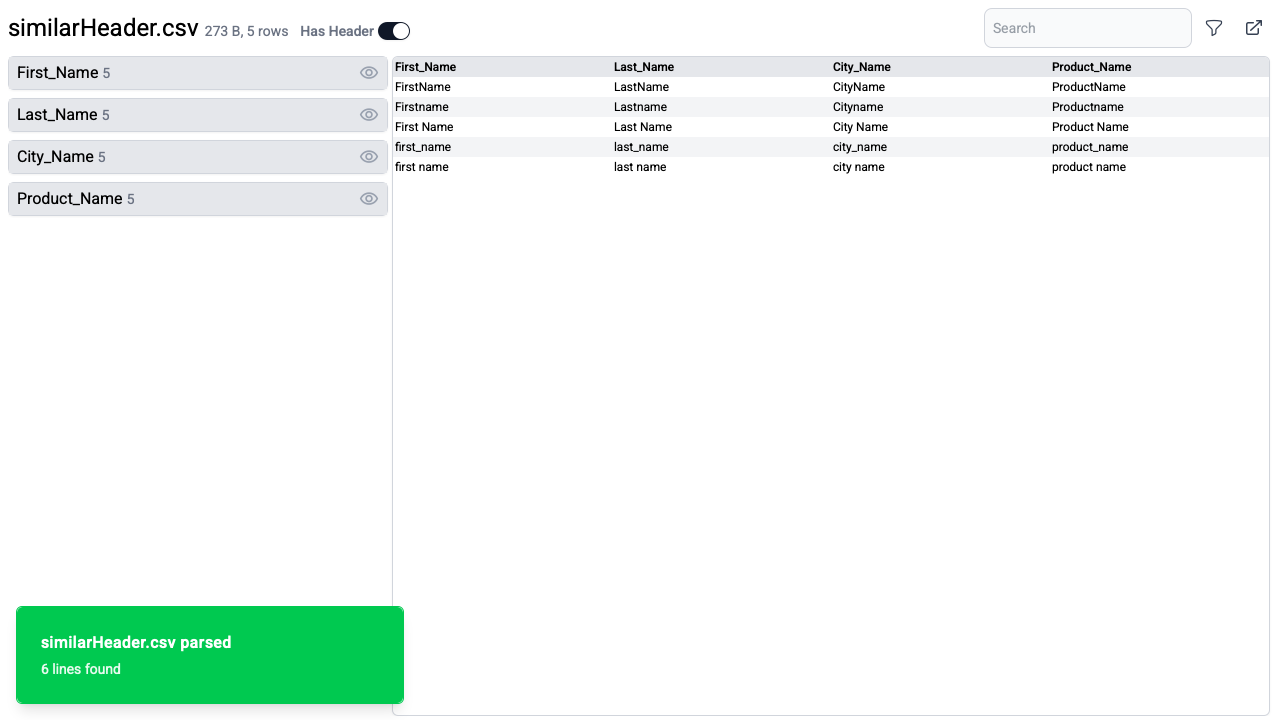 similarHeader.csv 273 B, 5 rows Has Header
Search
First_Name 5
Last_Name 5
City_Name 5
Product_Name 5
First_Name Last_Name City_Name Product_Name
FirstName LastName CityName ProductName
Firstname Lastname Cityname Productname
First Name Last Name City Name Product Name
first_name last_name city_name product_name
first name last name city name product name
similarHeader.csv parsed
6 lines found